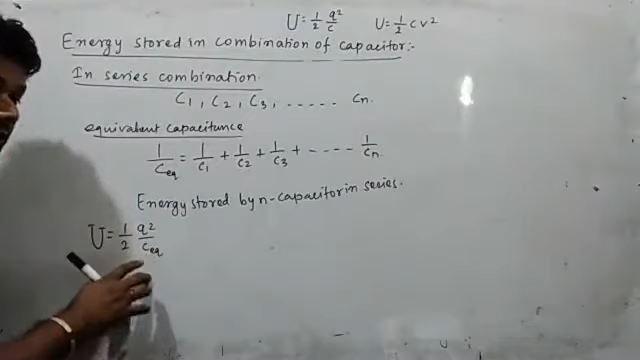 U = 1/2 q²/c U = 1/2 cv²
Energy stored in combination of capacitor:-
In series combination.
C₁, C₂, C₃, ..... Cn.
equivalent capacitance
1/Ceq = 1/C₁ + 1/C₂ + 1/C₃ + ---- 1/Cn.
Energy stored by n-capacitor in series.
U = 1/2 q²/Ceq